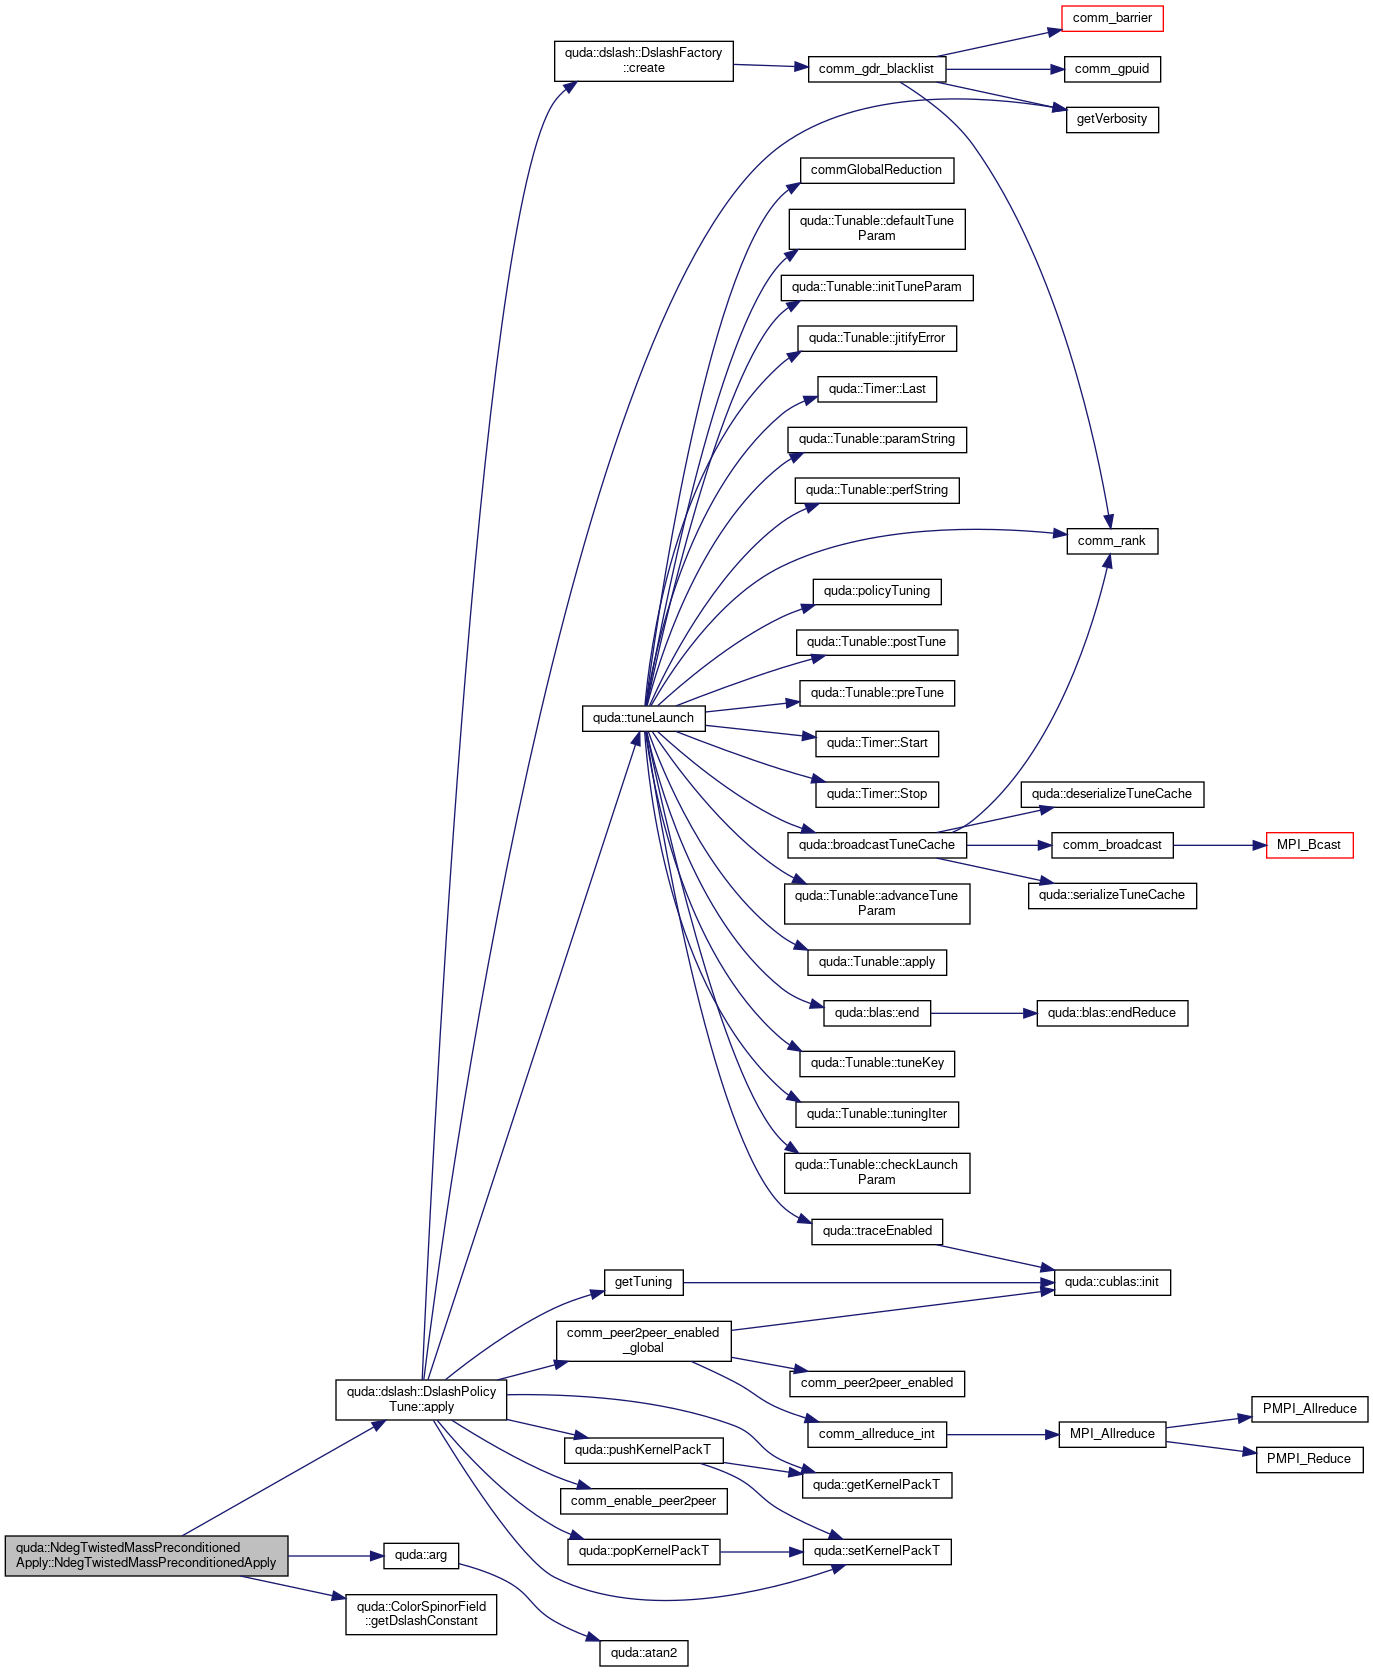 comm_barrier
quda::dslash::DslashFactory
::create
comm_gdr_blacklist
comm_gpuid
getVerbosity
commGlobalReduction
quda::Tunable::defaultTune
Param
quda::Tunable::initTuneParam
quda::Tunable::jitifyError
quda::Timer::Last
quda::Tunable::paramString
quda::Tunable::perfString
comm_rank
quda::policyTuning
quda::Tunable::postTune
quda::Tunable::preTune
quda::tuneLaunch
quda::Timer::Start
quda::Timer::Stop
quda::deserializeTuneCache
quda::broadcastTuneCache
comm_broadcast
MPI_Bcast
quda::serializeTuneCache
quda::Tunable::advanceTune
Param
quda::Tunable::apply
quda::blas::end
quda::blas::endReduce
quda::Tunable::tuneKey
quda::Tunable::tuningIter
quda::Tunable::checkLaunch
Param
quda::traceEnabled
getTuning
quda::cublas::init
comm_peer2peer_enabled
_global
comm_peer2peer_enabled
quda::dslash::DslashPolicy
Tune::apply
PMPI_Allreduce
comm_allreduce_int
MPI_Allreduce
quda::pushKernelPackT
PMPI_Reduce
quda::getKernelPackT
comm_enable_peer2peer
quda::NdegTwistedMassPreconditioned
Apply::NdegTwistedMassPreconditionedApply
quda::arg
quda::popKernelPackT
quda::setKernelPackT
quda::ColorSpinorField
::getDslashConstant
quda::atan2